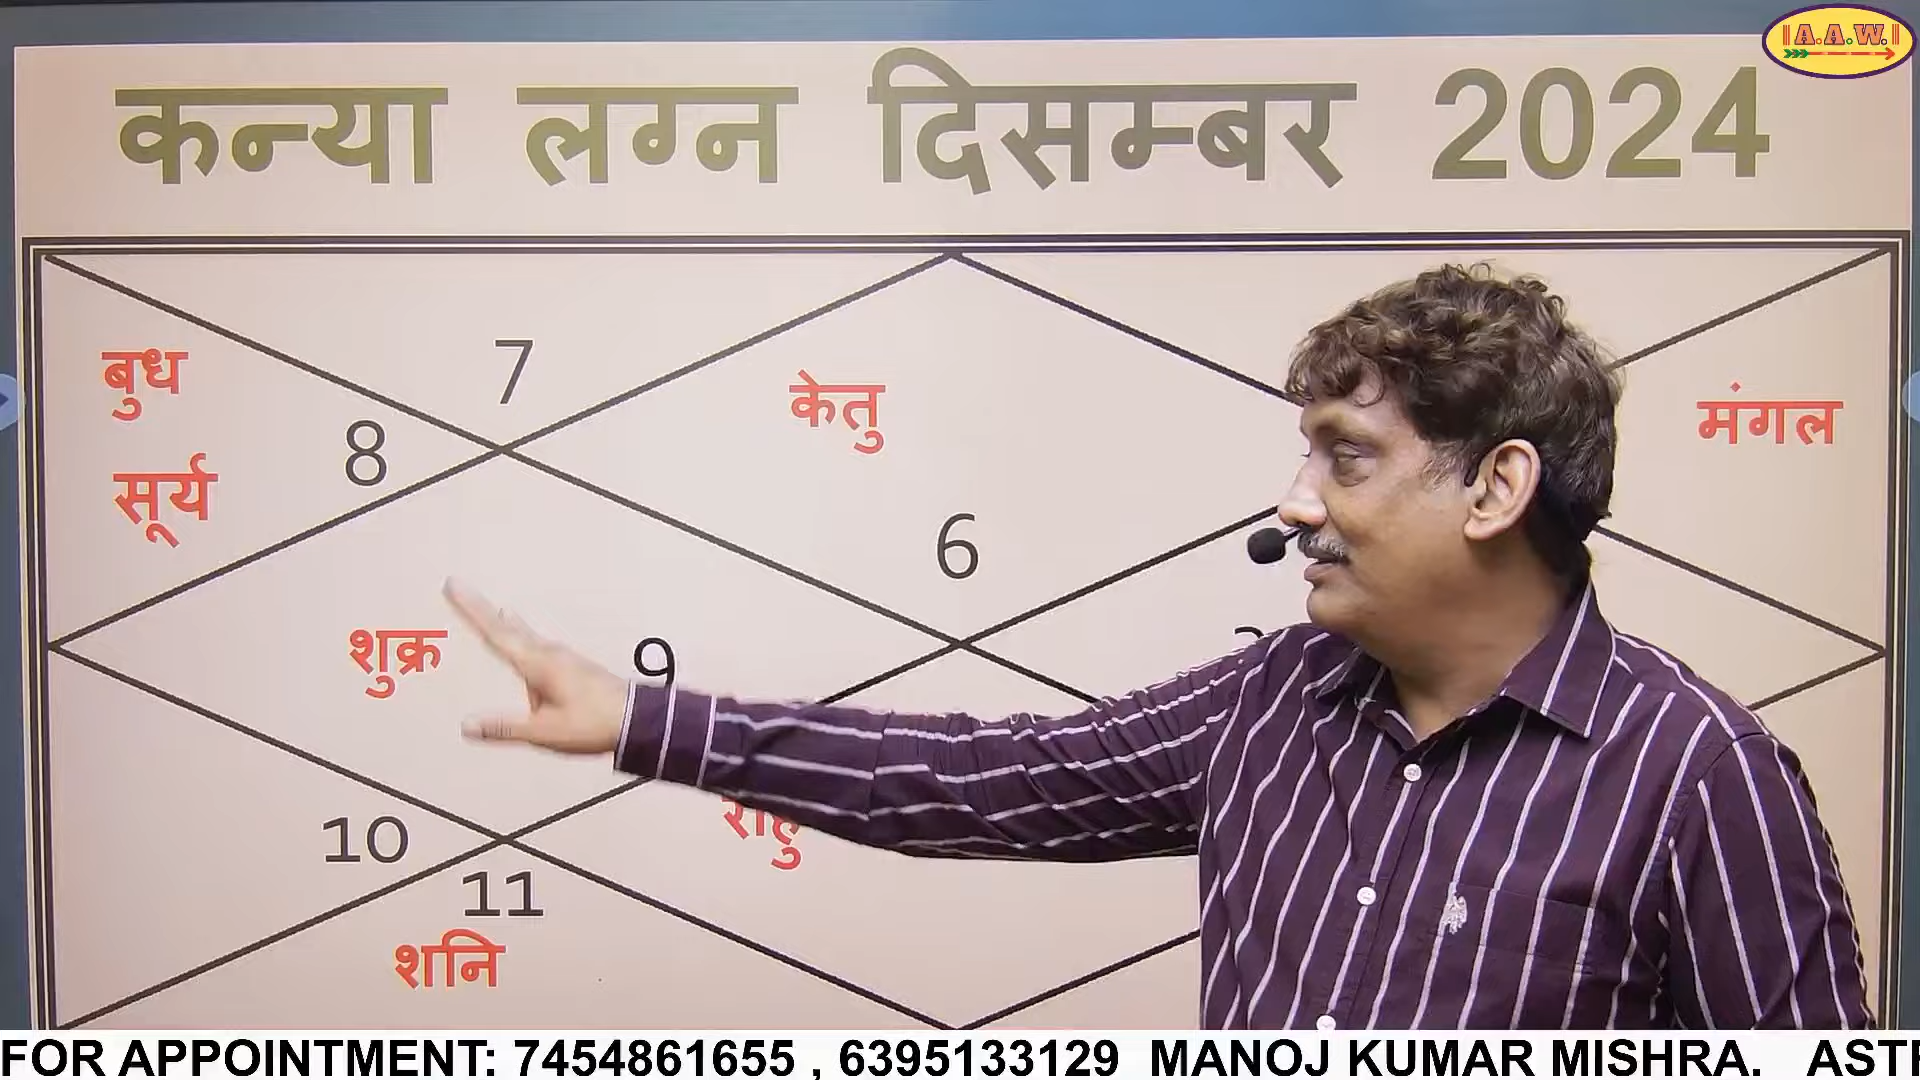 A.A.W.
कन्या लग्न दिसम्बर 2024
7
बुध
केतु
मंगल
8
सूर्य
6
शुक्र
9
राहु
10
11
शनि
FOR APPOINTMENT: 7454861655 , 6395133129 MANOJ KUMAR MISHRA.